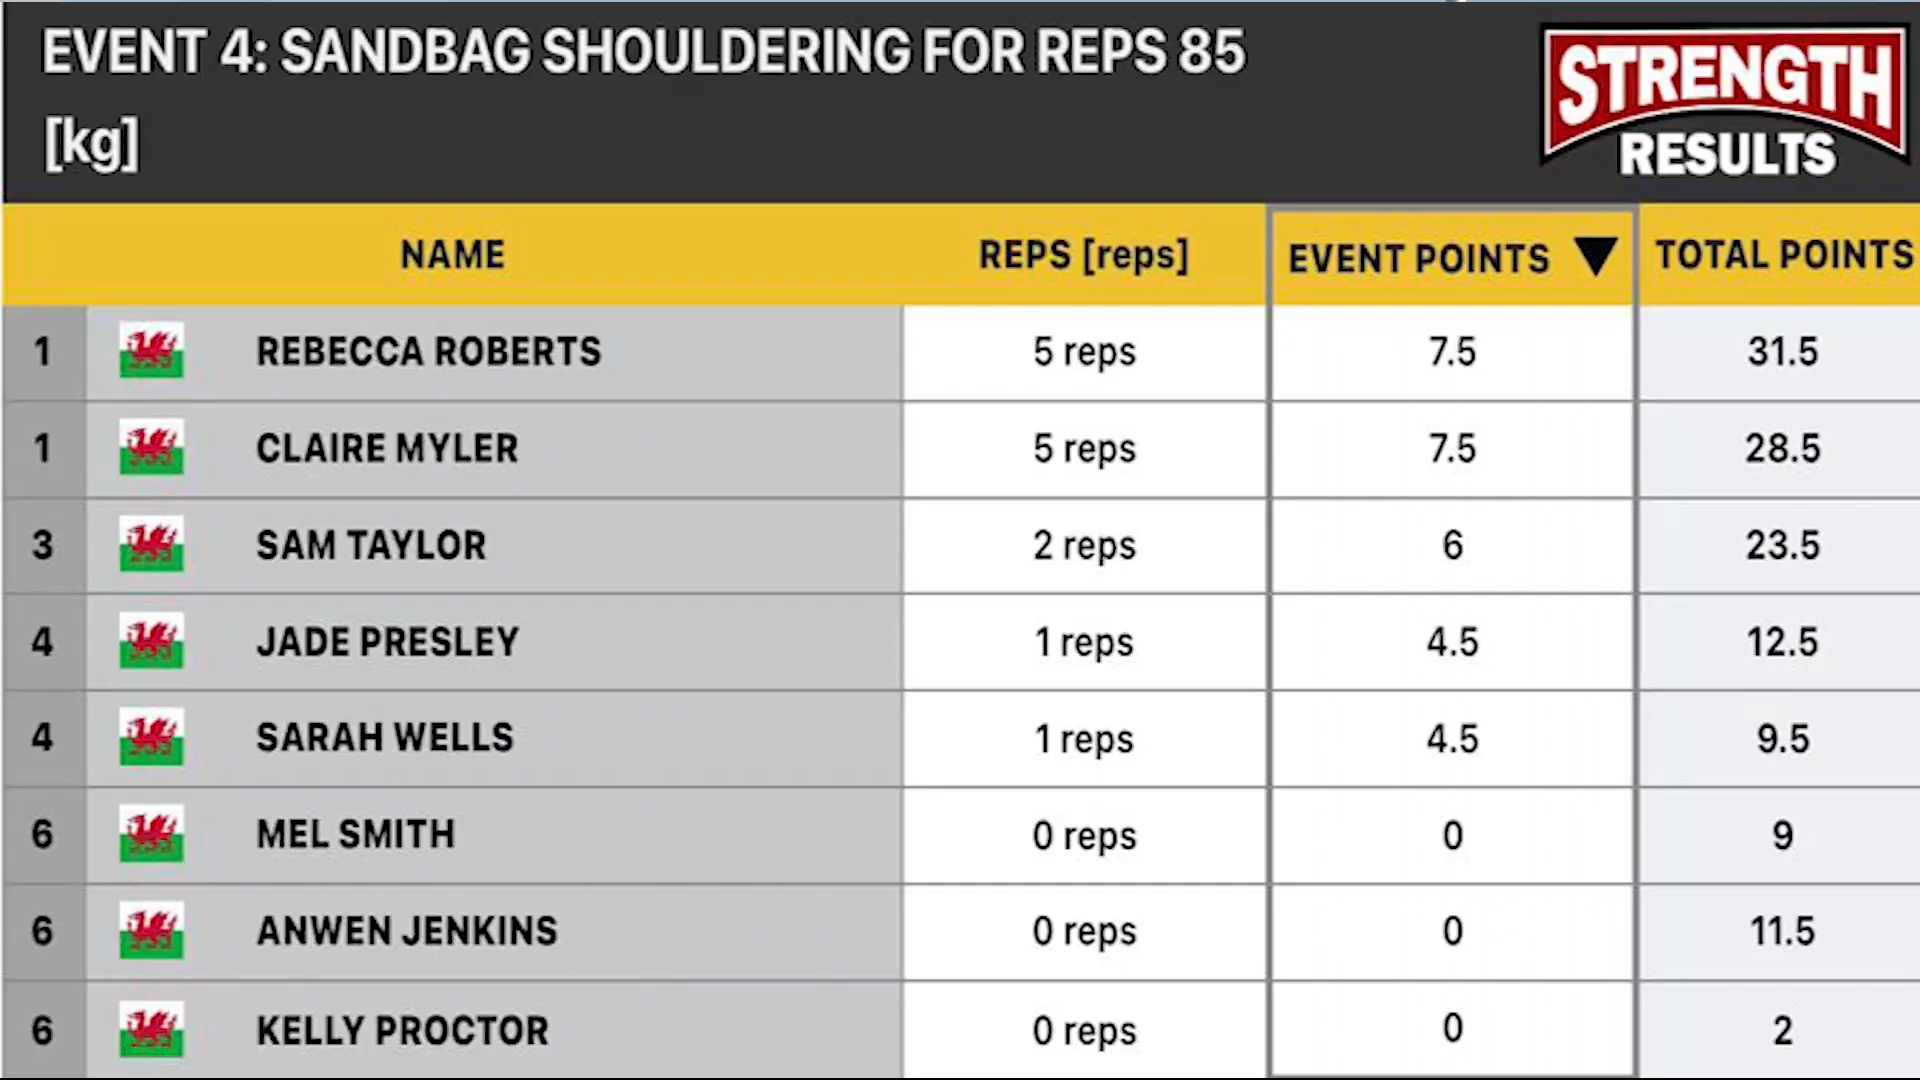 EVENT 4: SANDBAG SHOULDERING FOR REPS 85
[kg]
STRENGTH
RESULTS
NAME REPS [reps] EVENT POINTS ▼ TOTAL POINTS
1 REBECCA ROBERTS 5 reps 7.5 31.5
1 CLAIRE MYLER 5 reps 7.5 28.5
3 SAM TAYLOR 2 reps 6 23.5
4 JADE PRESLEY 1 reps 4.5 12.5
4 SARAH WELLS 1 reps 4.5 9.5
6 MEL SMITH 0 reps 0 9
6 ANWEN JENKINS 0 reps 0 11.5
6 KELLY PROCTOR 0 reps 0 2